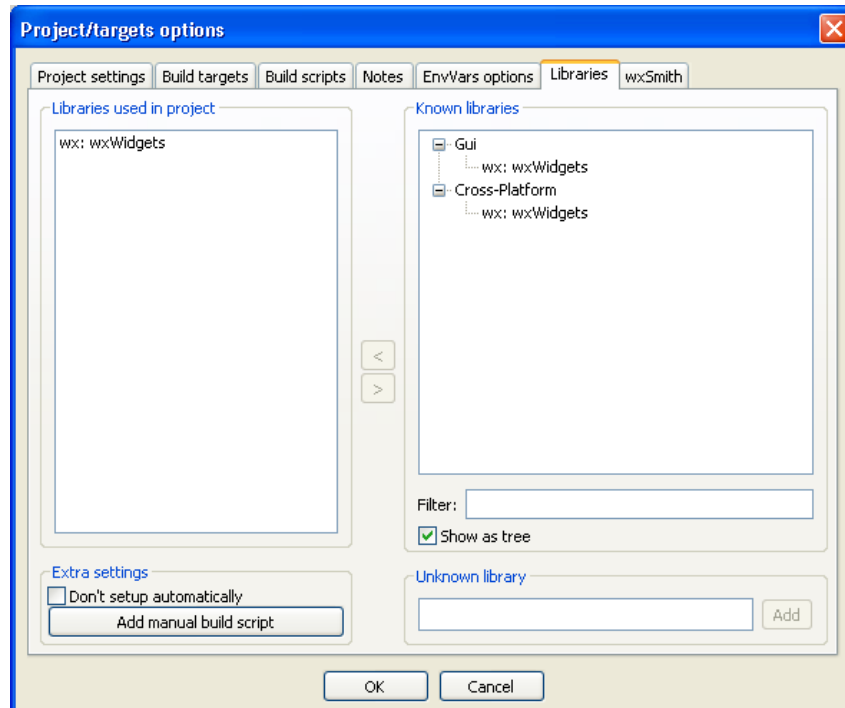 Project/targets options
Project settings
Build targets
Build scripts
Notes
EnvVars options
Libraries
wxSmith
Libraries used in project
wx: wxWidgets
<
>
Known libraries
Gui
wx: wxWidgets
Cross-Platform
wx: wxWidgets
Filter:
Show as tree
Extra settings
Don't setup automatically
Add manual build script
Unknown library
Add
OK
Cancel